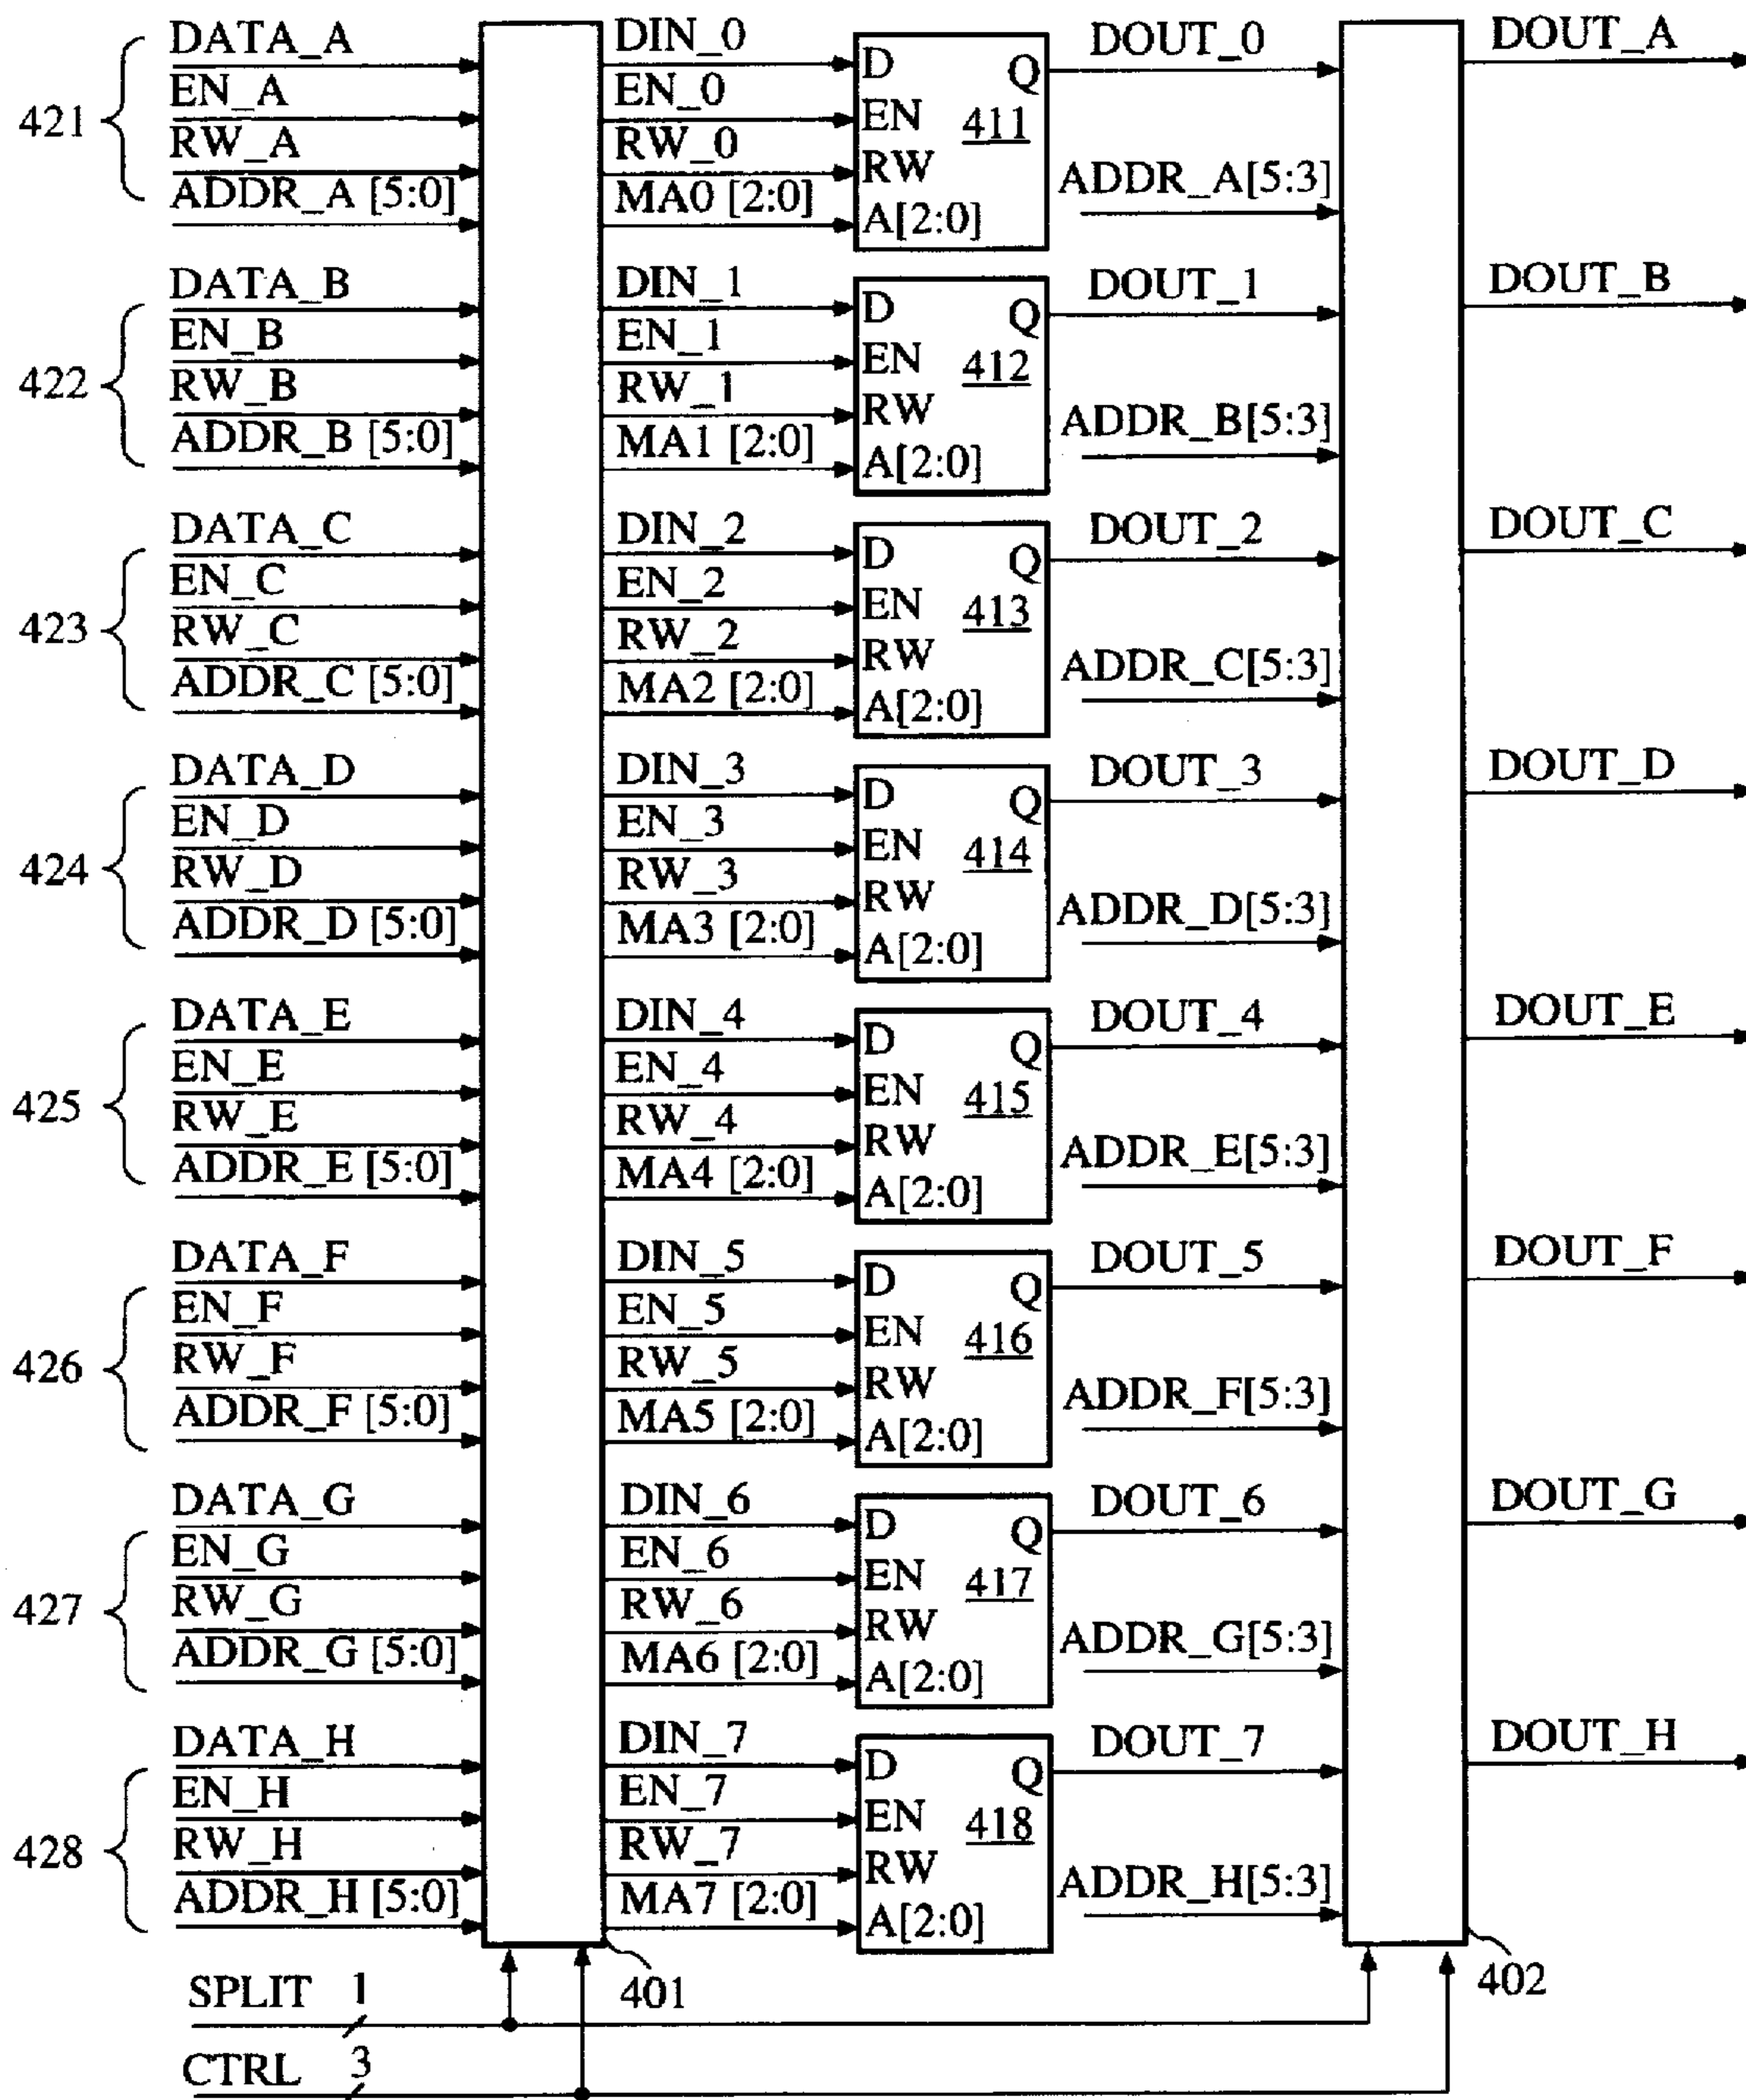 DATA_A DIN_0 DOUT_0 DOUT_A
D Q
EN_A EN_0
421 EN 411
RW_A RW_0
RW ADDR_A[5:3]
ADDR_A [5:0] MA0 [2:0]
A[2:0]
DATA_B DIN_1 DOUT_1 DOUT_B
D Q
EN_B EN_1
422 EN 412
RW_B RW_1
RW ADDR_B[5:3]
ADDR_B [5:0] MA1 [2:0]
A[2:0]
DATA_C DIN_2 DOUT_2 DOUT_C
D Q
EN_C EN_2
423 EN 413
RW_C RW_2
RW ADDR_C[5:3]
ADDR_C [5:0] MA2 [2:0]
A[2:0]
DATA_D DIN_3 DOUT_3 DOUT_D
D Q
EN_D EN_3
424 EN 414
RW_D RW_3
RW ADDR_D[5:3]
ADDR_D [5:0] MA3 [2:0]
A[2:0]
DATA_E DIN_4 DOUT_4 DOUT_E
D Q
EN_E EN_4
425 EN 415
RW_E RW_4
RW ADDR_E[5:3]
ADDR_E [5:0] MA4 [2:0]
A[2:0]
DATA_F DIN_5 DOUT_5 DOUT_F
D Q
EN_F EN_5
426 EN 416
RW_F RW_5
RW ADDR_F[5:3]
ADDR_F [5:0] MA5 [2:0]
A[2:0]
DATA_G DIN_6 DOUT_6 DOUT_G
D Q
EN_G EN_6
427 EN 417
RW_G RW_6
RW ADDR_G[5:3]
ADDR_G [5:0] MA6 [2:0]
A[2:0]
DATA_H DIN_7 DOUT_7 DOUT_H
D Q
EN_H EN_7
428 EN 418
RW_H RW_7
RW ADDR_H[5:3]
ADDR_H [5:0] MA7 [2:0]
A[2:0]
SPLIT 1 401 402
CTRL 3